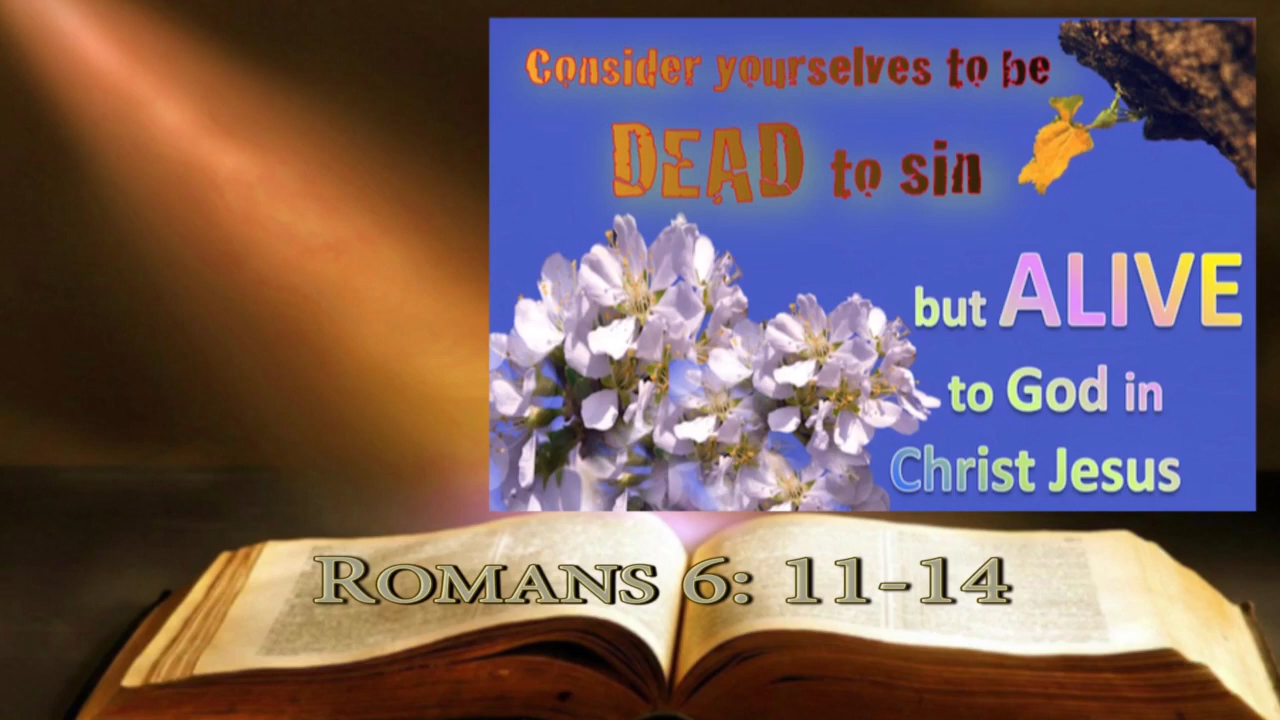 Consider yourselves to be
DEAD to sin
but ALIVE
to God in
Christ Jesus
ROMANS 6: 11-14